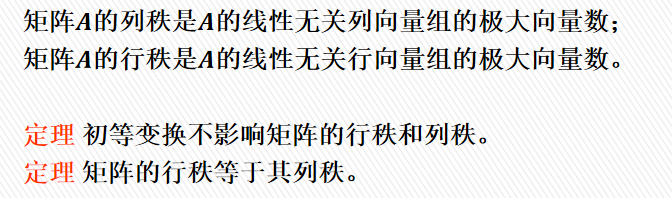 矩阵A的列秩是A的线性无关列向量组的极大向量数；
矩阵A的行秩是A的线性无关行向量组的极大向量数。
定理 初等变换不影响矩阵的行秩和列秩。
定理 矩阵的行秩等于其列秩。